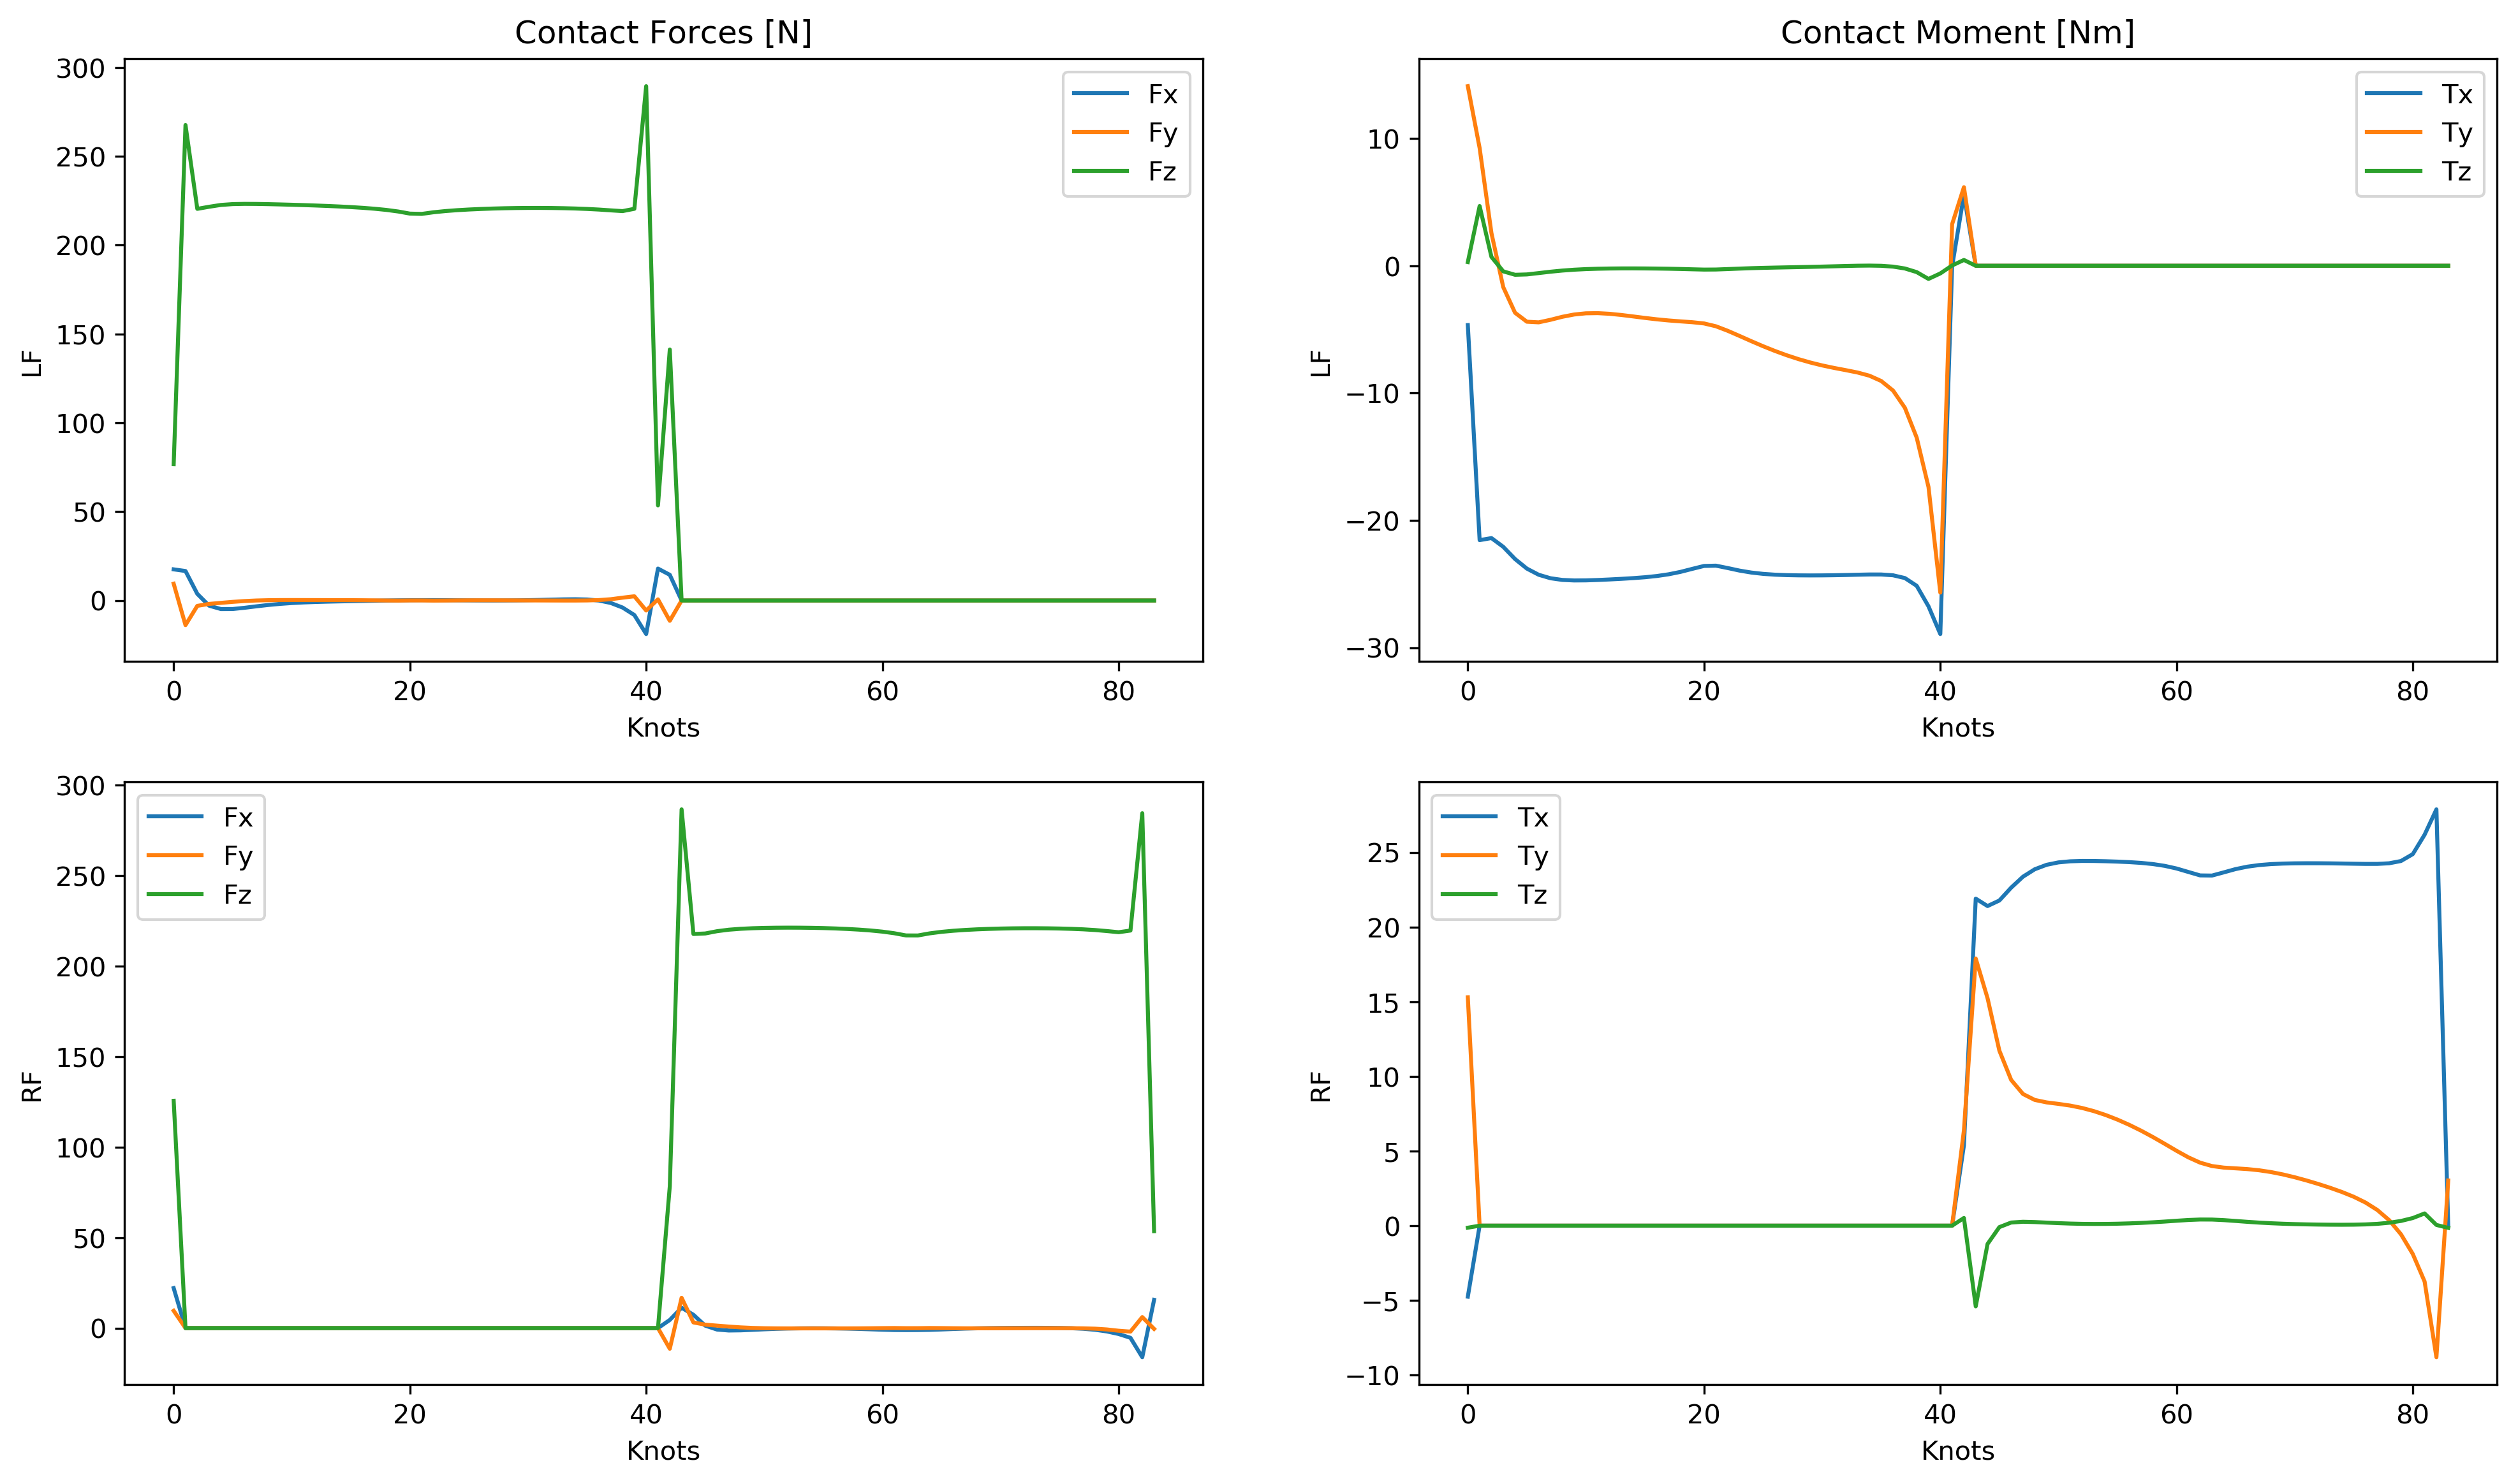 Contact Forces [N]
300
250
200
150
100
50
0
LF
Fx
Fy
Fz
0 20 40 60 80
Knots
Contact Moment [Nm]
10
0
−10
−20
−30
LF
Tx
Ty
Tz
0 20 40 60 80
Knots
300
250
200
150
100
50
0
RF
Fx
Fy
Fz
0 20 40 60 80
Knots
25
20
15
10
5
0
−5
−10
RF
Tx
Ty
Tz
0 20 40 60 80
Knots